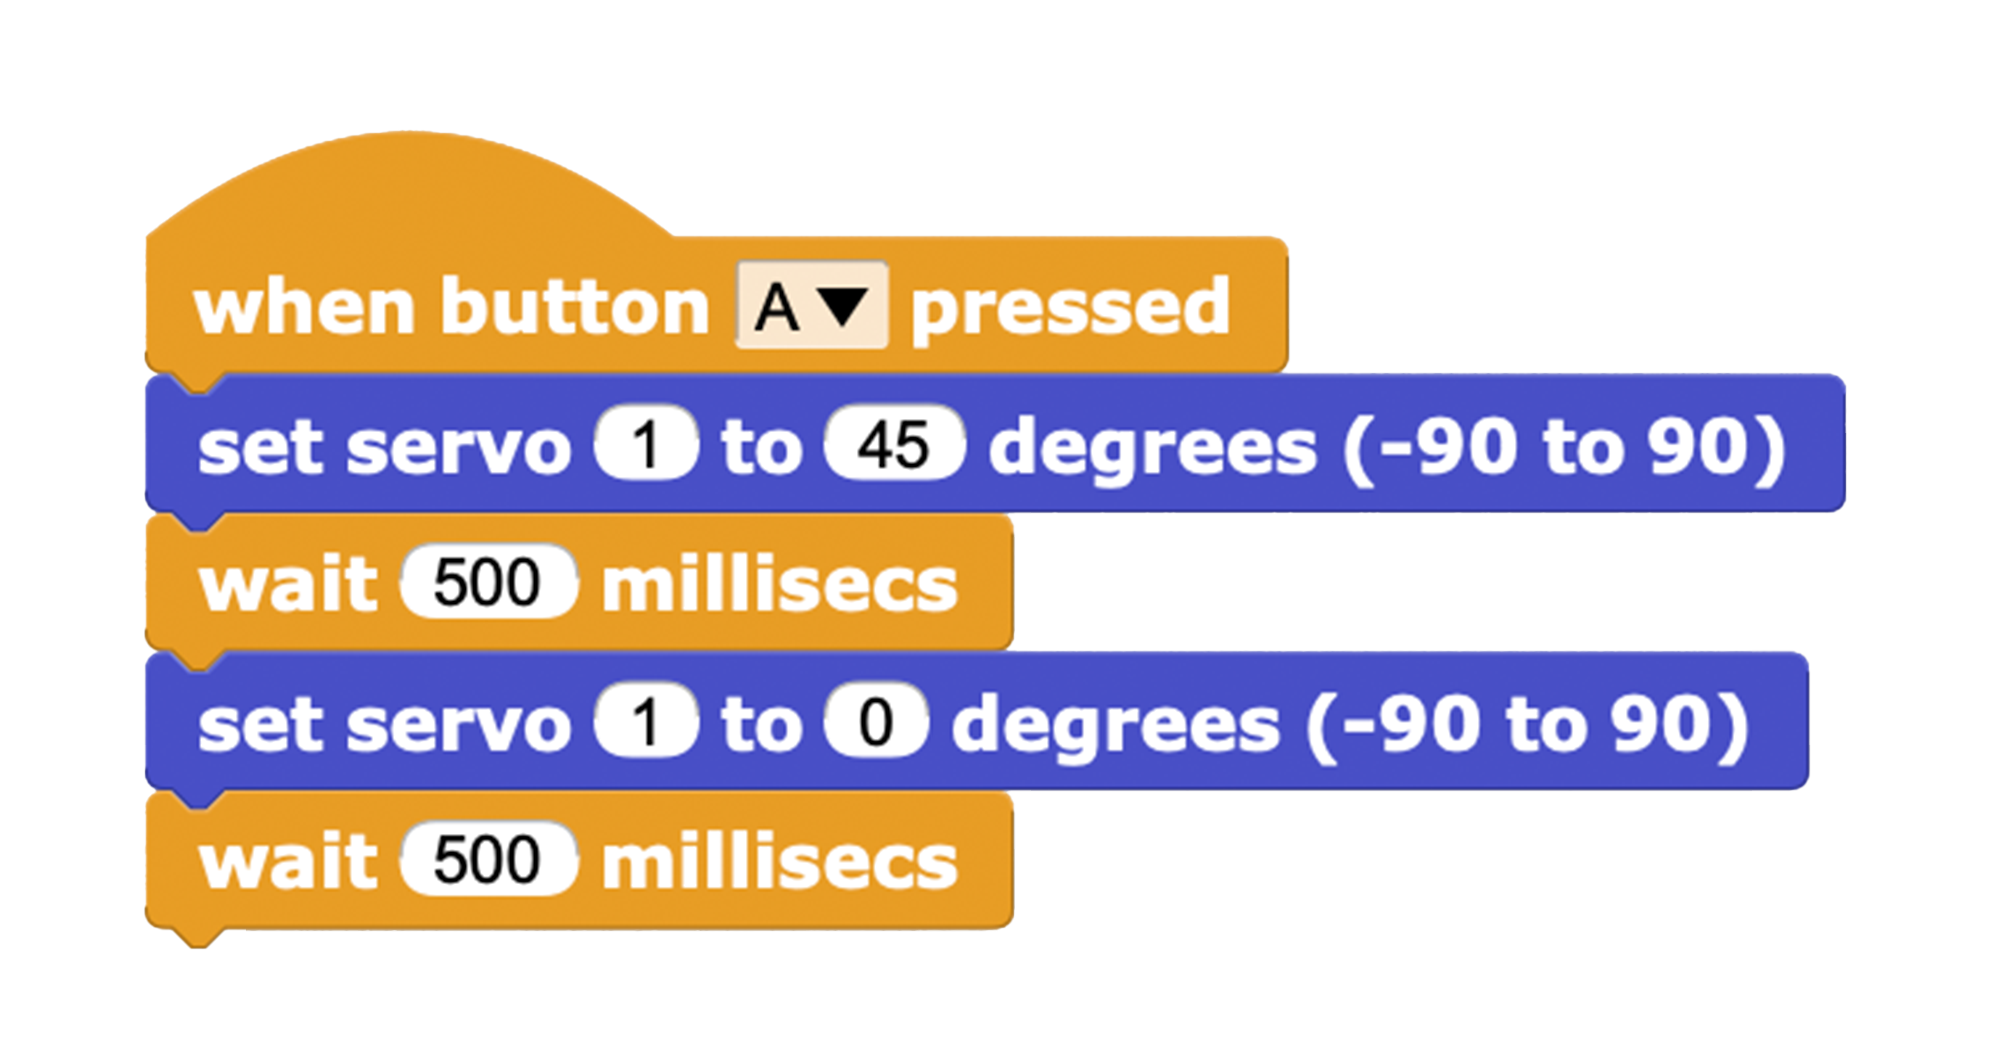 when button A▼ pressed
set servo 1 to 45 degrees (-90 to 90)
wait 500 millisecs
set servo 1 to 0 degrees (-90 to 90)
wait 500 millisecs